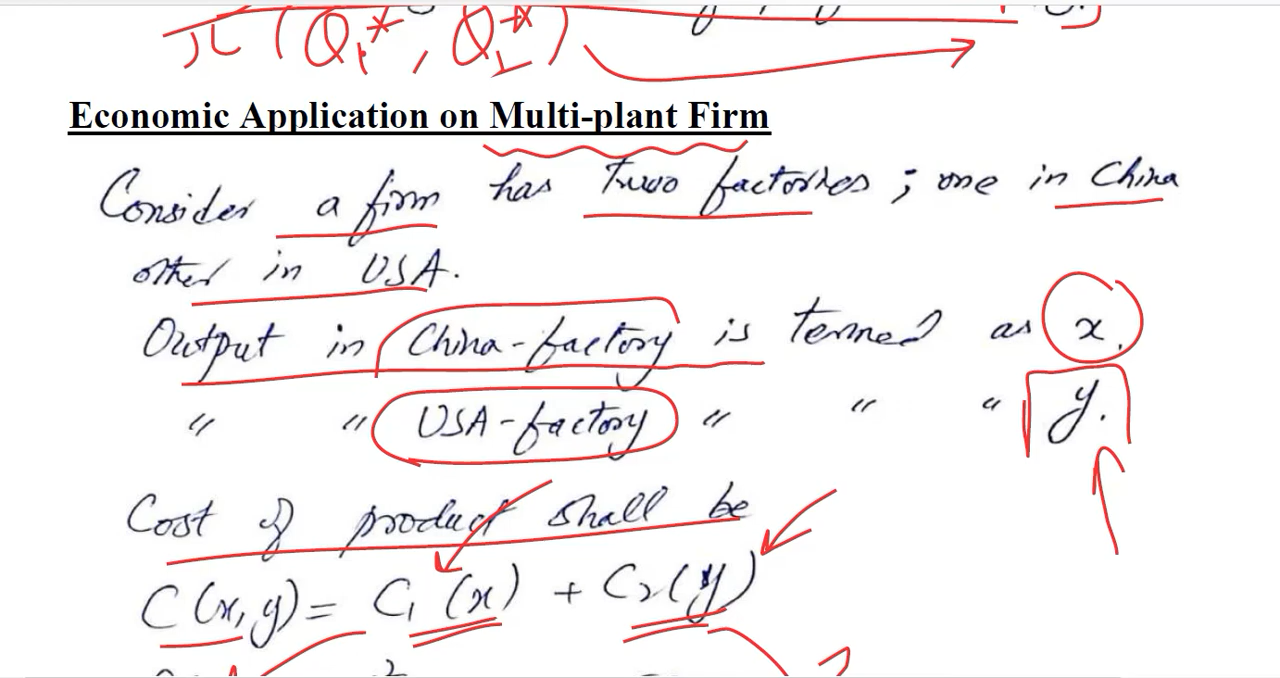 π (Q₁*, Q₂*)
Economic Application on Multi-plant Firm
Consider a firm has two factories ; one in China
other in USA.
Output in China-factory is termed as x.
" " USA-factory " " " y.
Cost of product shall be
C(x,y) = C₁(x) + C₂(y)